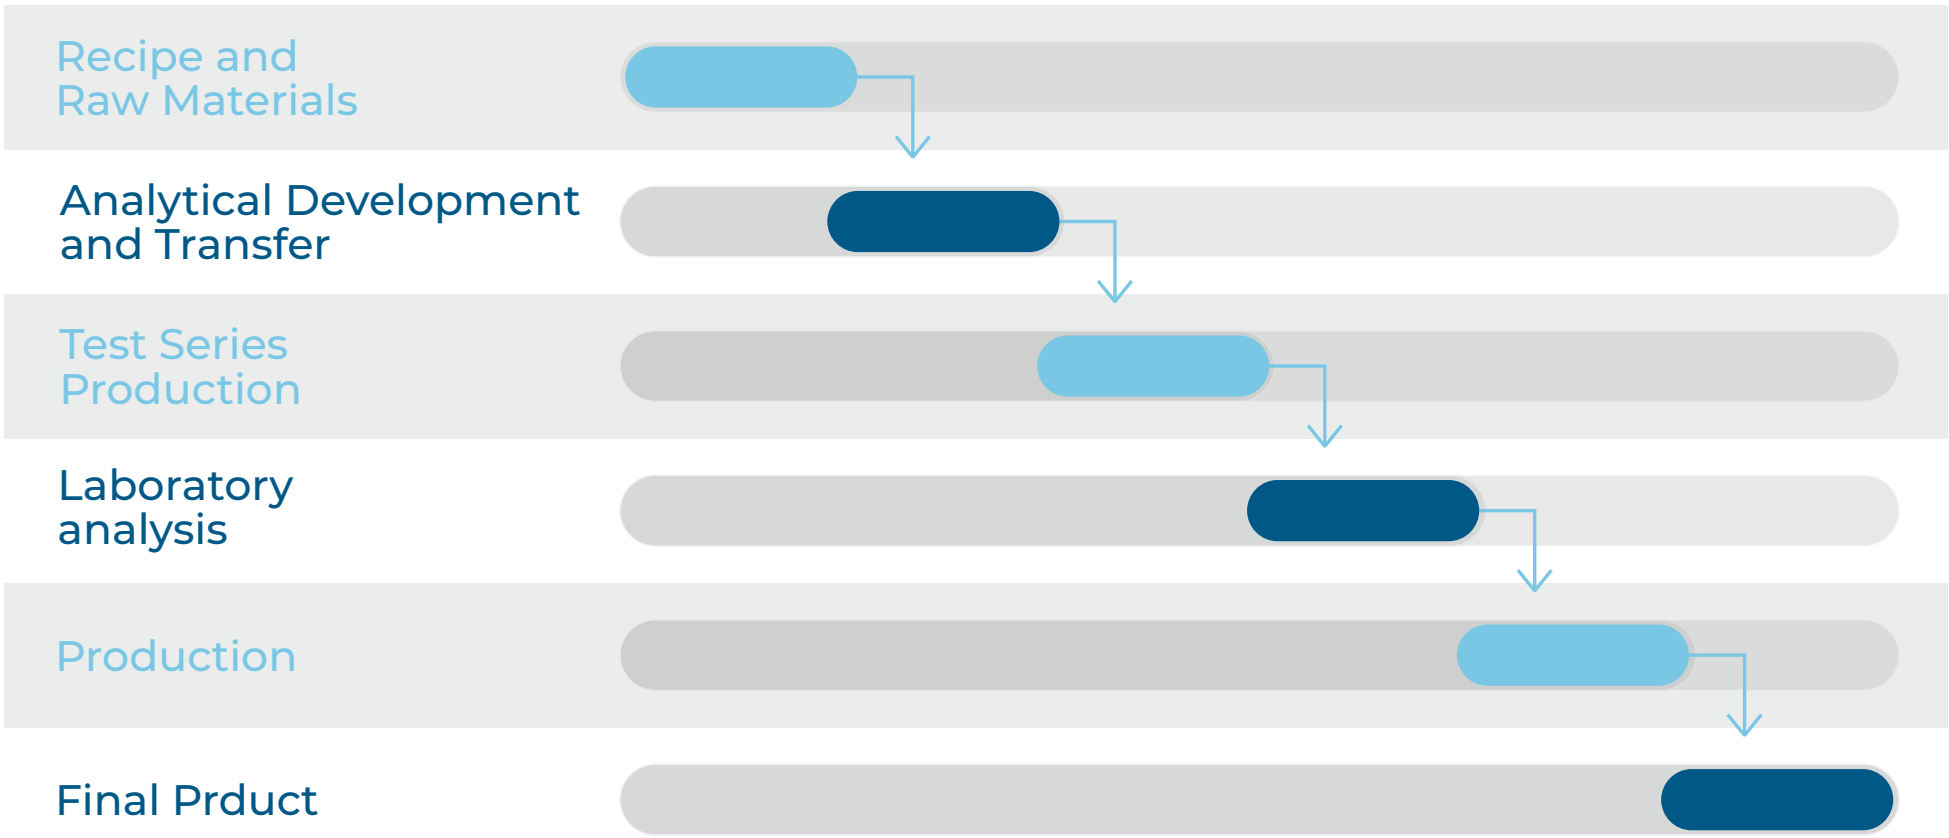 Recipe and
Raw Materials
Analytical Development
and Transfer
Test Series
Production
Laboratory
analysis
Production
Final Prduct